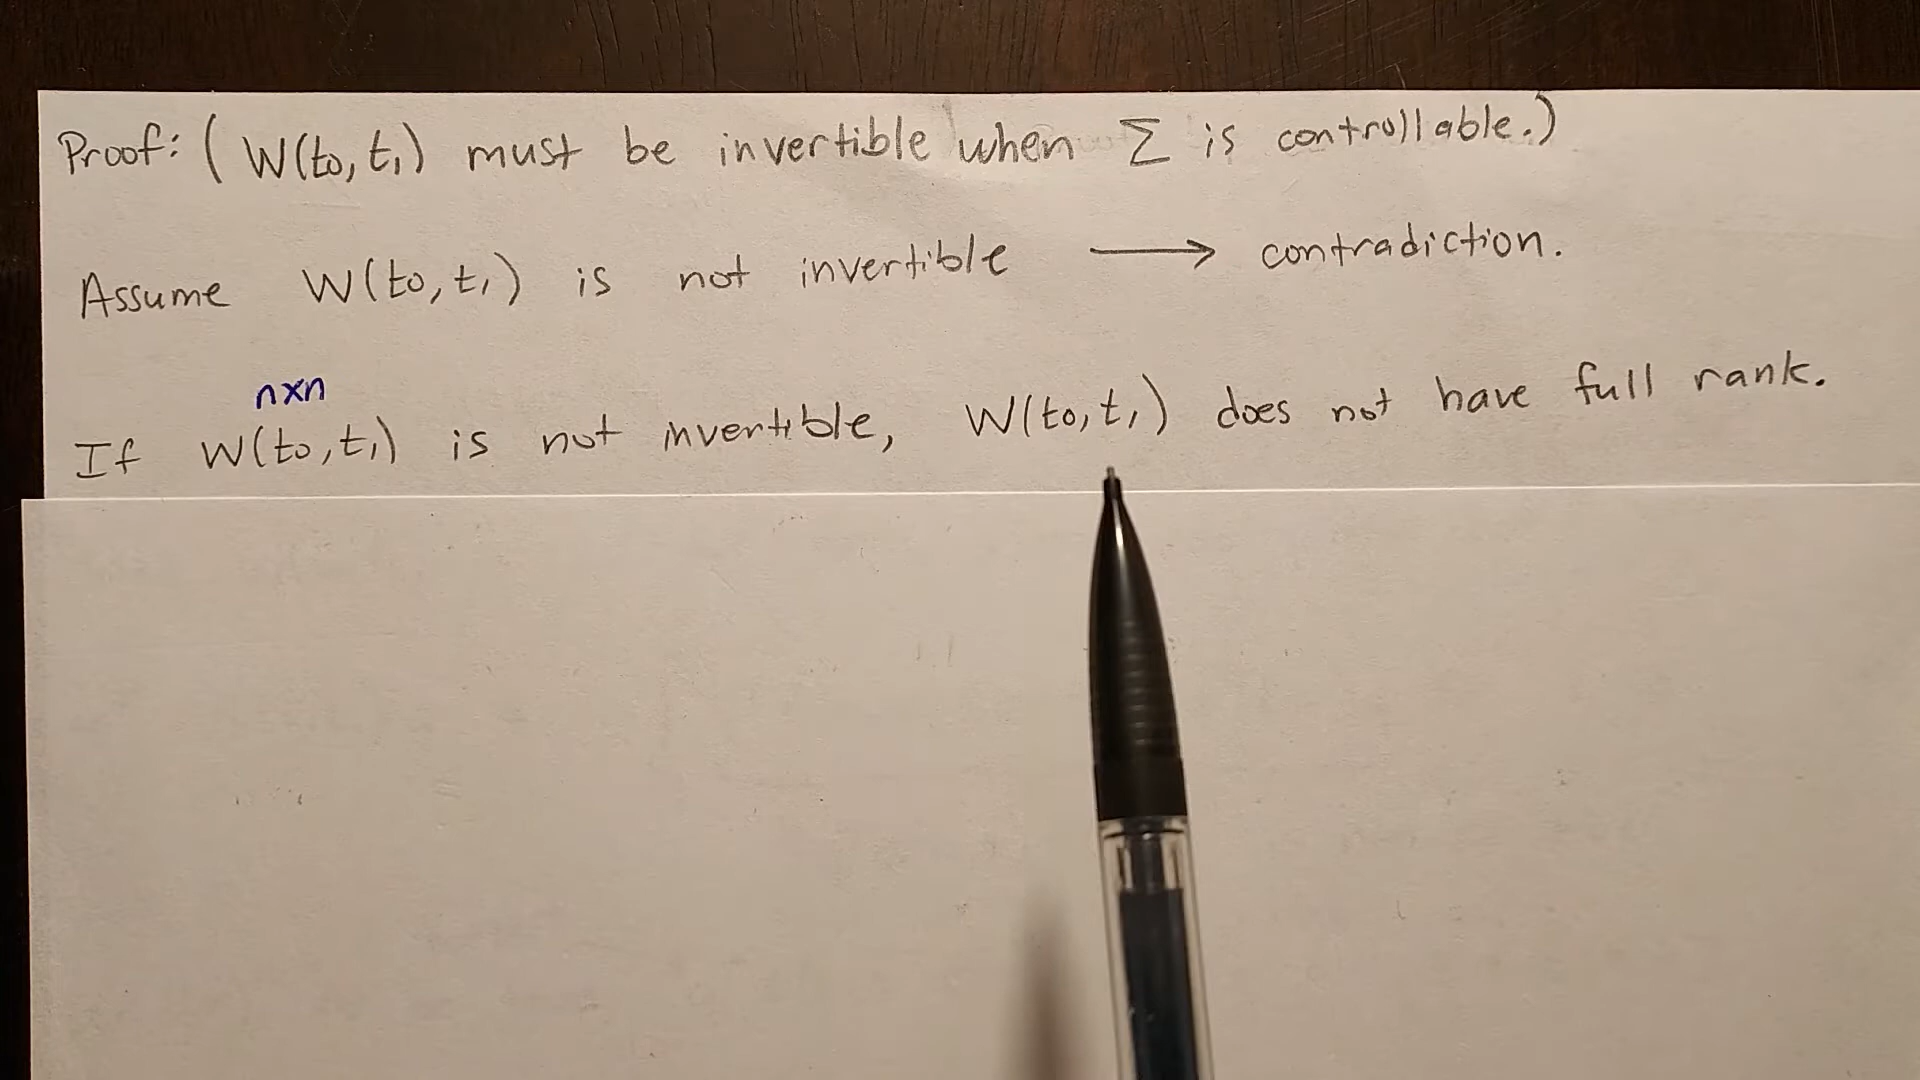 Proof: ( W(t₀, t₁) must be invertible when Σ is controllable.)
Assume W(t₀, t₁) is not invertible ⟶ contradiction.
n×n
If W(t₀, t₁) is not invertible, W(t₀, t₁) does not have full rank.